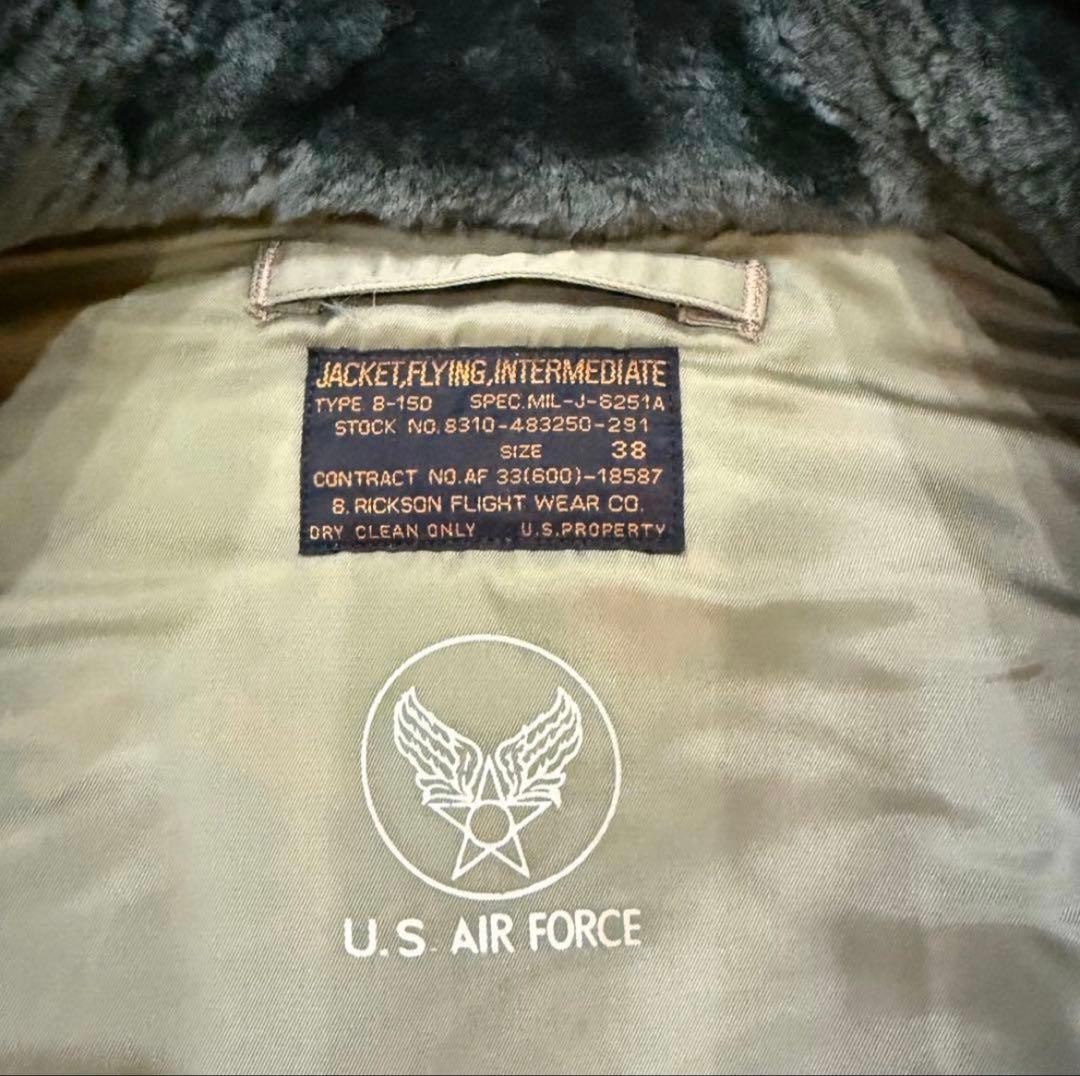 JACKET,FLYING,INTERMEDIATE
TYPE B-15D SPEC.MIL-J-6251A
STOCK NO.8310-483250-291
SIZE 38
CONTRACT NO.AF 33(600)-18587
B. RICKSON FLIGHT WEAR CO.
DRY CLEAN ONLY U.S.PROPERTY
U.S. AIR FORCE